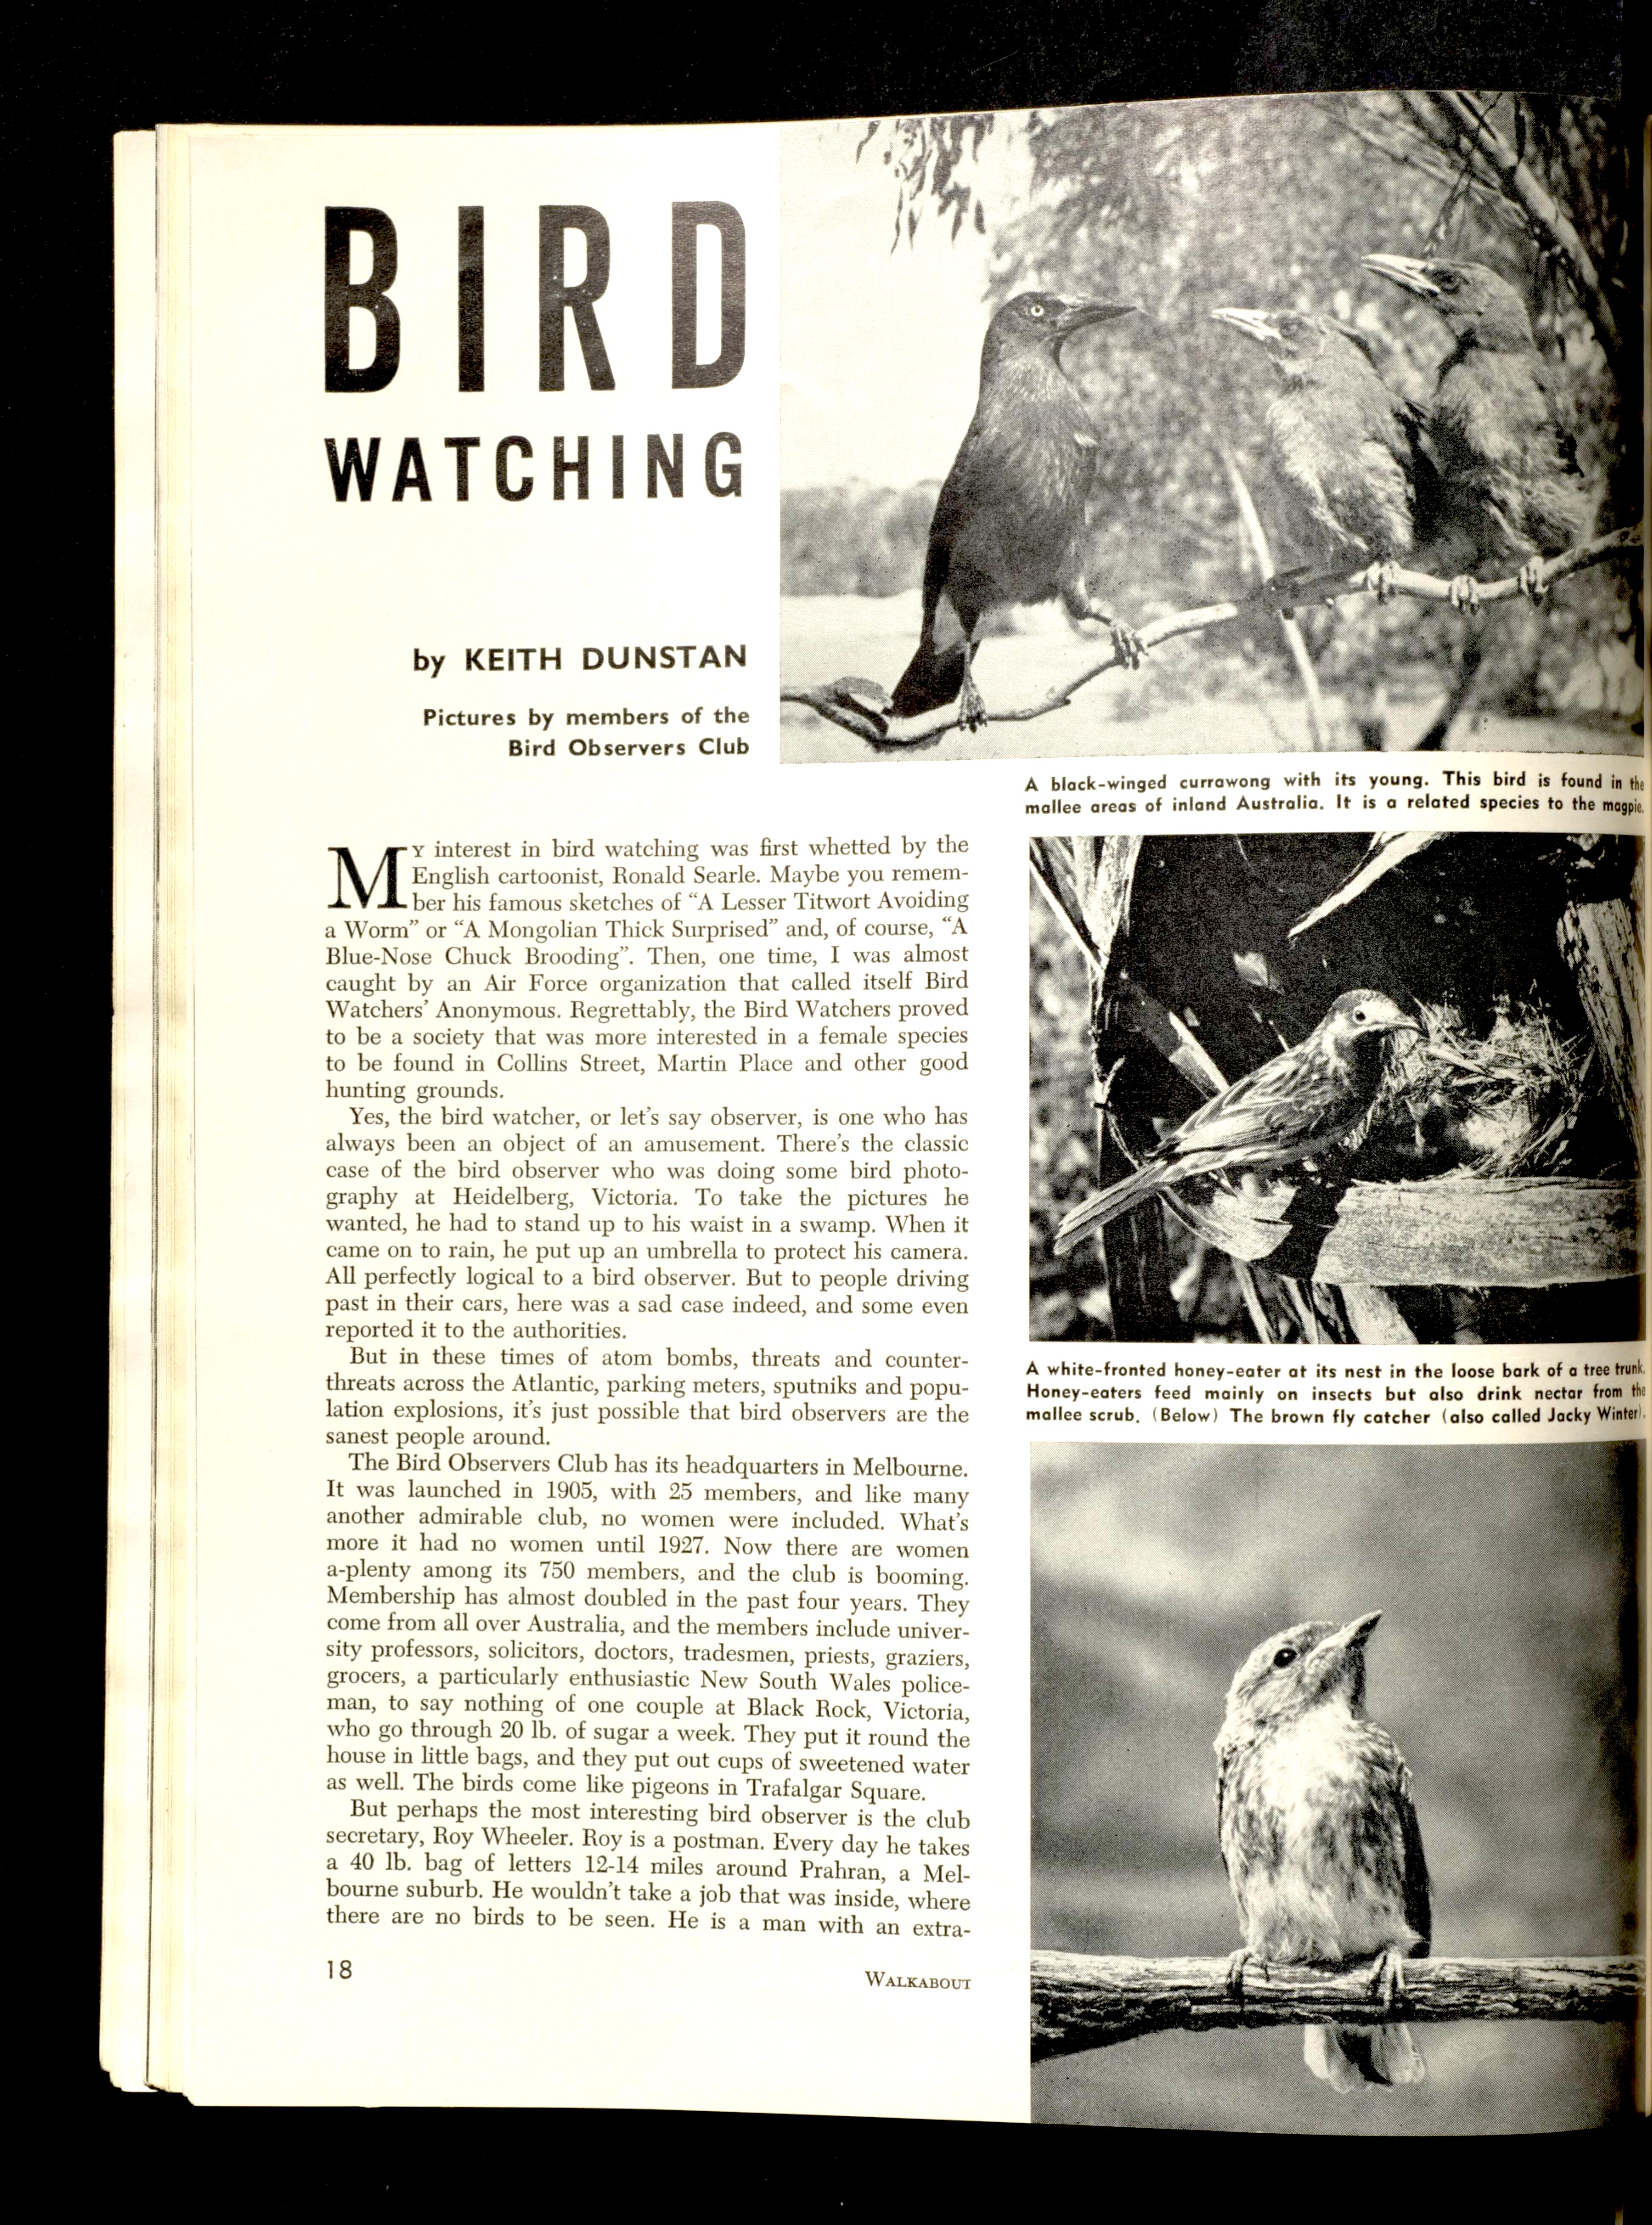 BIRD
WATCHING
by KEITH DUNSTAN
Pictures by members of the
Bird Observers Club
MY interest in bird watching was first whetted by the
English cartoonist, Ronald Searle. Maybe you remem-
ber his famous sketches of “A Lesser Titwort Avoiding
a Worm” or “A Mongolian Thick Surprised” and, of course, “A
Blue-Nose Chuck Brooding”. Then, one time, I was almost
caught by an Air Force organization that called itself Bird
Watchers’ Anonymous. Regrettably, the Bird Watchers proved
to be a society that was more interested in a female species
to be found in Collins Street, Martin Place and other good
hunting grounds.
Yes, the bird watcher, or let’s say observer, is one who has
always been an object of an amusement. There’s the classic
case of the bird observer who was doing some bird photo-
graphy at Heidelberg, Victoria. To take the pictures he
wanted, he had to stand up to his waist in a swamp. When it
came on to rain, he put up an umbrella to protect his camera.
All perfectly logical to a bird observer. But to people driving
past in their cars, here was a sad case indeed, and some even
reported it to the authorities.
But in these times of atom bombs, threats and counter-
threats across the Atlantic, parking meters, sputniks and popu-
lation explosions, it’s just possible that bird observers are the
sanest people around.
The Bird Observers Club has its headquarters in Melbourne.
It was launched in 1905, with 25 members, and like many
another admirable club, no women were included. What’s
more it had no women until 1927. Now there are women
a-plenty among its 750 members, and the club is booming.
Membership has almost doubled in the past four years. They
come from all over Australia, and the members include univer-
sity professors, solicitors, doctors, tradesmen, priests, graziers,
grocers, a particularly enthusiastic New South Wales police-
man, to say nothing of one couple at Black Rock, Victoria,
who go through 20 lb. of sugar a week. They put it round the
house in little bags, and they put out cups of sweetened water
as well. The birds come like pigeons in Trafalgar Square.
But perhaps the most interesting bird observer is the club
secretary, Roy Wheeler. Roy is a postman. Every day he takes
a 40 lb. bag of letters 12-14 miles around Prahran, a Mel-
bourne suburb. He wouldn’t take a job that was inside, where
there are no birds to be seen. He is a man with an extra-
A black-winged currawong with its young. This bird is found in the
mallee areas of inland Australia. It is a related species to the magpie.
A white-fronted honey-eater at its nest in the loose bark of a tree trunk.
Honey-eaters feed mainly on insects but also drink nectar from the
mallee scrub. (Below) The brown fly catcher (also called Jacky Winter).
18
WALKABOUT